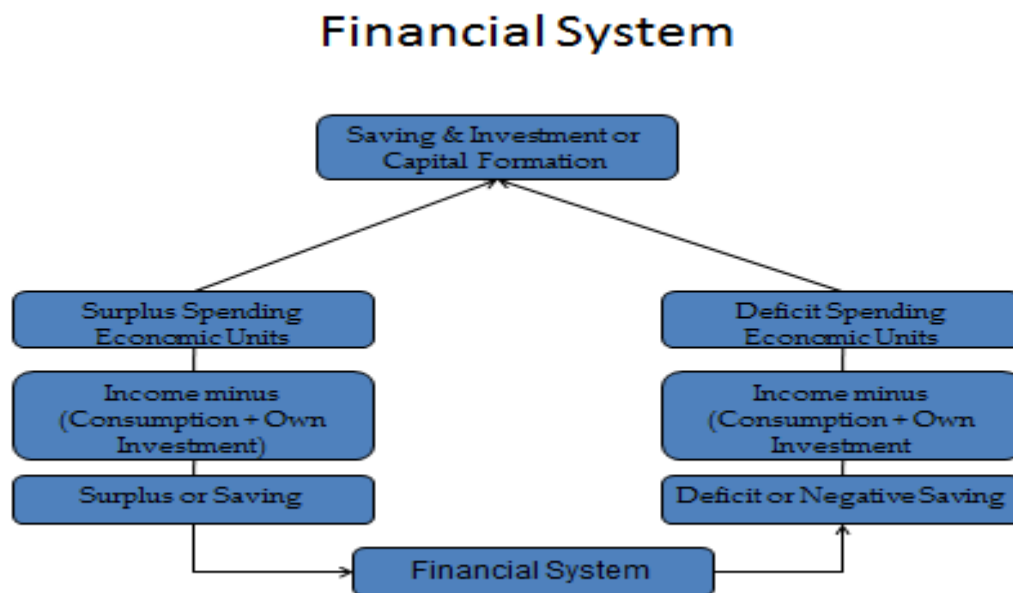 Financial System
Saving & Investment or
Capital Formation
Surplus Spending
Economic Units
Income minus
(Consumption + Own
Investment)
Surplus or Saving
Deficit Spending
Economic Units
Income minus
(Consumption + Own
Investment
Deficit or Negative Saving
Financial System